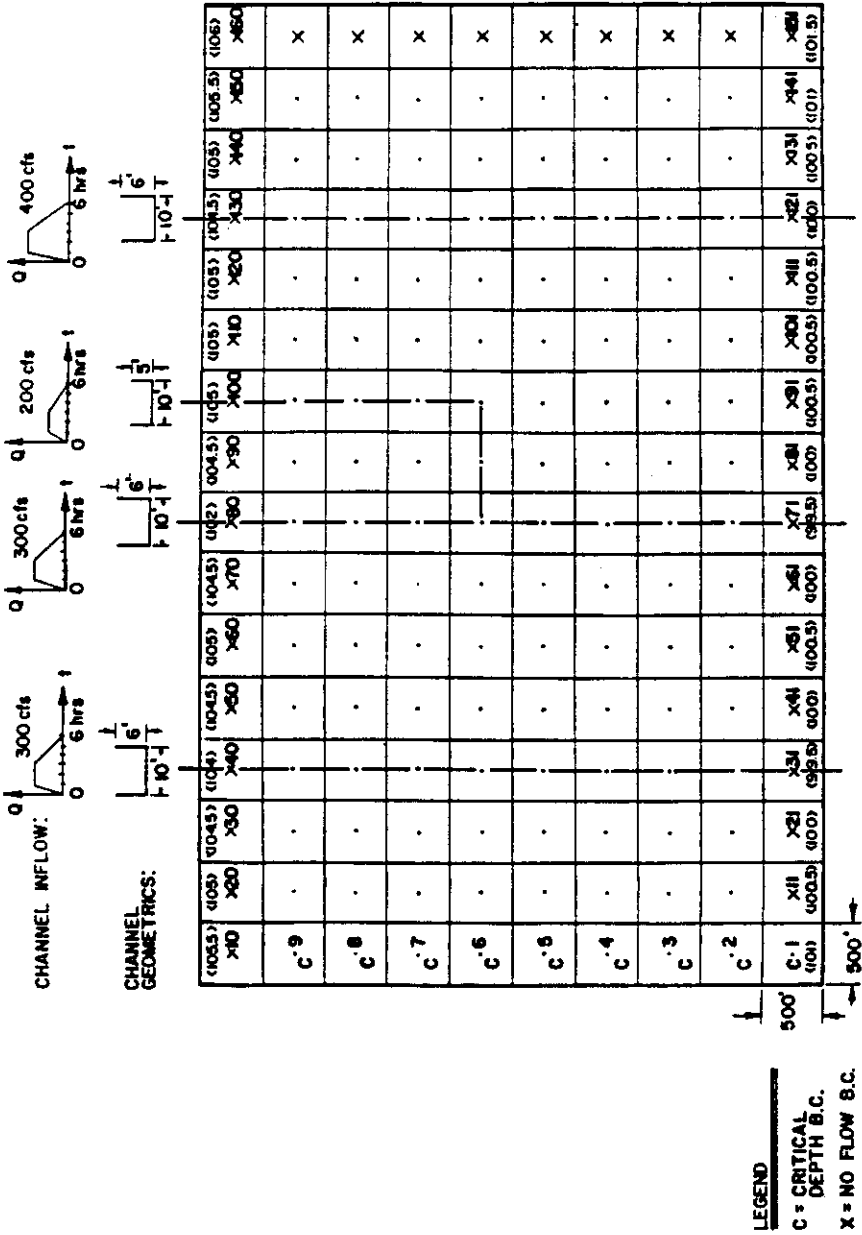 CHANNEL INFLOW:
Q 300 cfs 0 6 hrs t
Q 300 cfs 0 6 hrs t
Q 200 cfs 0 6 hrs t
Q 400 cfs 0 6 hrs t
CHANNEL GEOMETRICS:
10' 6'
10' 6'
10' 5'
10' 6'
(105.5) (105) (104.5) (104) (104.5) (105) (104.5) (102) (104.5) (105) (105) (105) (104.5) (105) (105.5) (106)
X10 X20 X30 X40 X50 X60 X70 X80 X90 X100 X110 X120 X130 X140 X150 X160
C·9 X
C·8 X
C·7 X
C·6 X
C·5 X
C·4 X
C·3 X
C·2 X
C·1 X11 X21 X31 X41 X51 X61 X71 X81 X91 X101 X111 X121 X131 X141 X151
(101) (100.5) (100) (99.5) (100) (100.5) (100) (99.5) (100) (100.5) (100.5) (100.5) (100) (100.5) (101) (101.5)
500'
500'
LEGEND
C = CRITICAL
DEPTH B.C.
X = NO FLOW B.C.